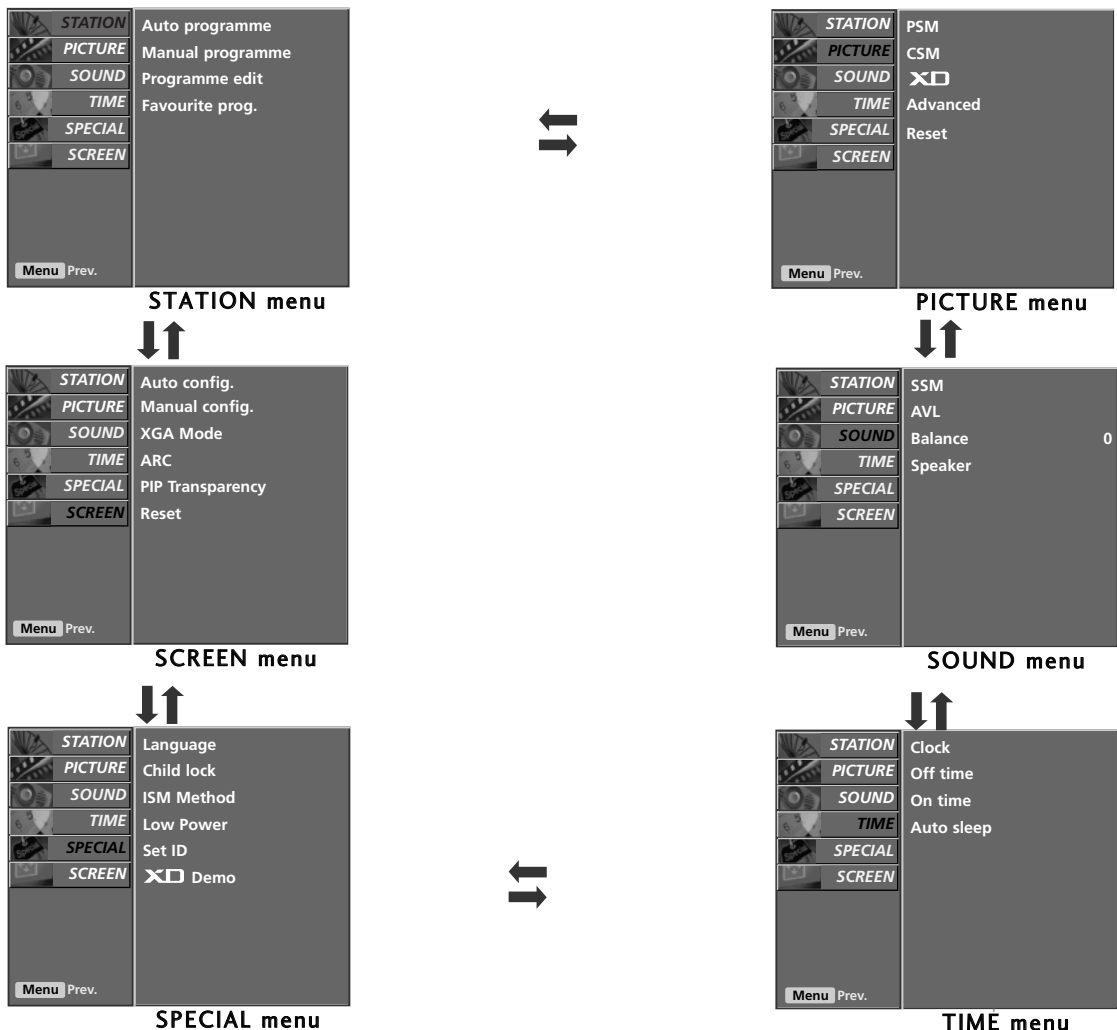 STATION
PICTURE
SOUND
TIME
SPECIAL
SCREEN
Auto programme
Manual programme
Programme edit
Favourite prog.
Menu Prev.
STATION menu
STATION
PICTURE
SOUND
TIME
SPECIAL
SCREEN
PSM
CSM
XD
Advanced
Reset
Menu Prev.
PICTURE menu
STATION
PICTURE
SOUND
TIME
SPECIAL
SCREEN
Auto config.
Manual config.
XGA Mode
ARC
PIP Transparency
Reset
Menu Prev.
SCREEN menu
STATION
PICTURE
SOUND
TIME
SPECIAL
SCREEN
SSM
AVL
Balance 0
Speaker
Menu Prev.
SOUND menu
STATION
PICTURE
SOUND
TIME
SPECIAL
SCREEN
Language
Child lock
ISM Method
Low Power
Set ID
XD Demo
Menu Prev.
SPECIAL menu
STATION
PICTURE
SOUND
TIME
SPECIAL
SCREEN
Clock
Off time
On time
Auto sleep
Menu Prev.
TIME menu